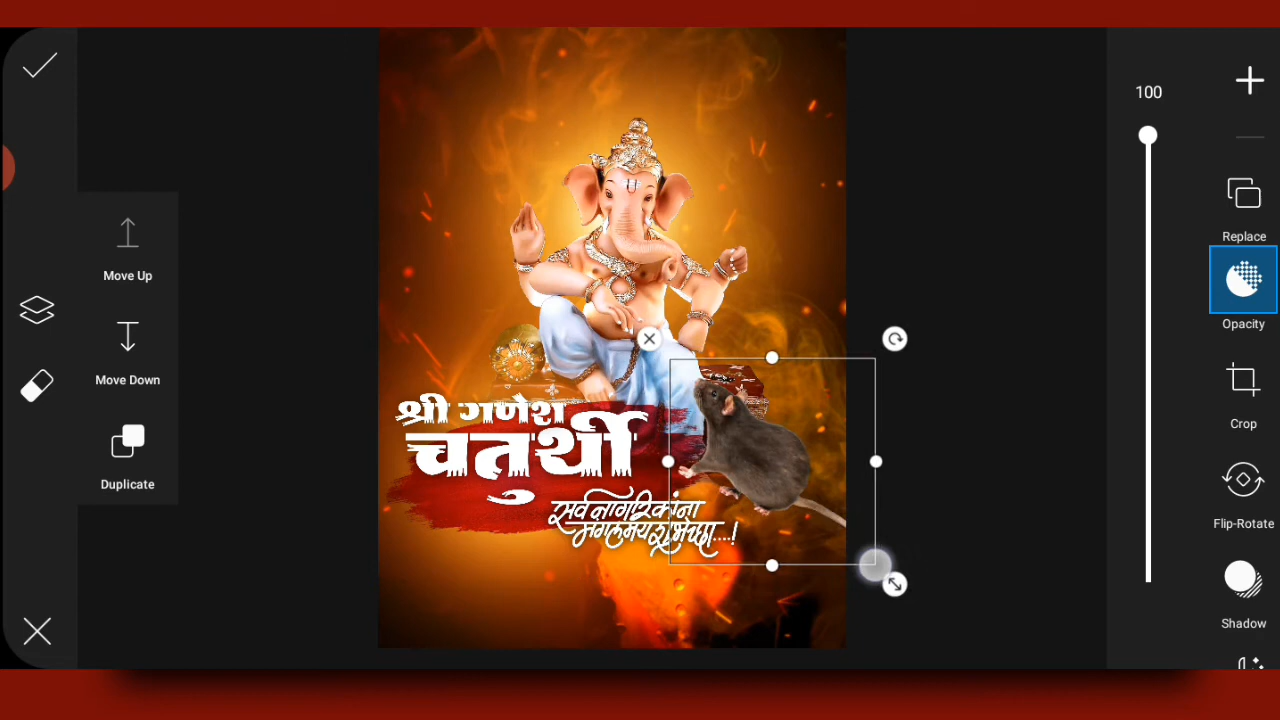 100
Replace
Move Up
Opacity
Move Down
Crop
Duplicate
Flip-Rotate
Shadow
श्री गणेश
चतुर्थी
सर्व नागरिकांना
मंगलमय शुभेच्छा....!